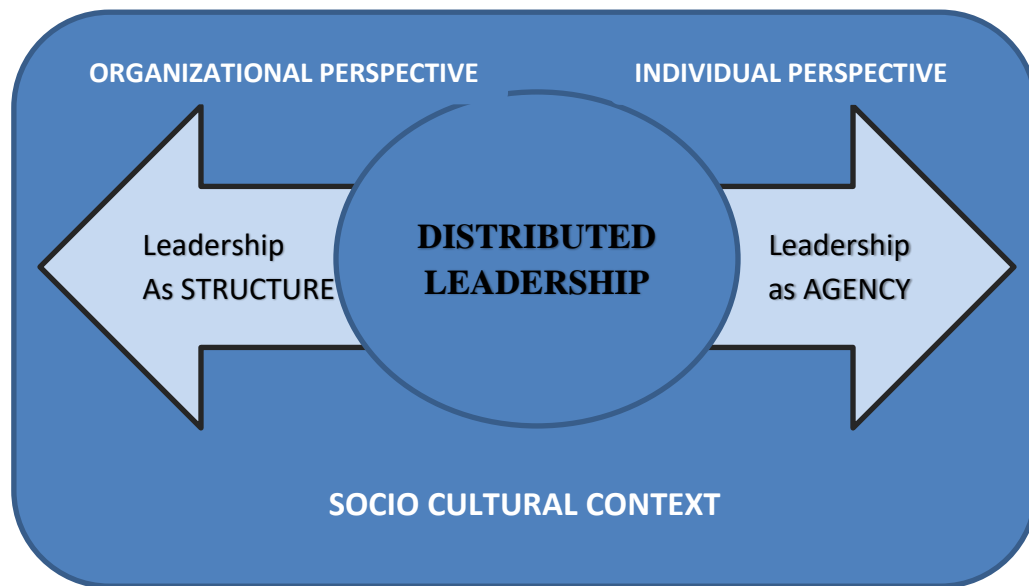 ORGANIZATIONAL PERSPECTIVE
INDIVIDUAL PERSPECTIVE
Leadership
As STRUCTURE
DISTRIBUTED
LEADERSHIP
Leadership
as AGENCY
SOCIO CULTURAL CONTEXT